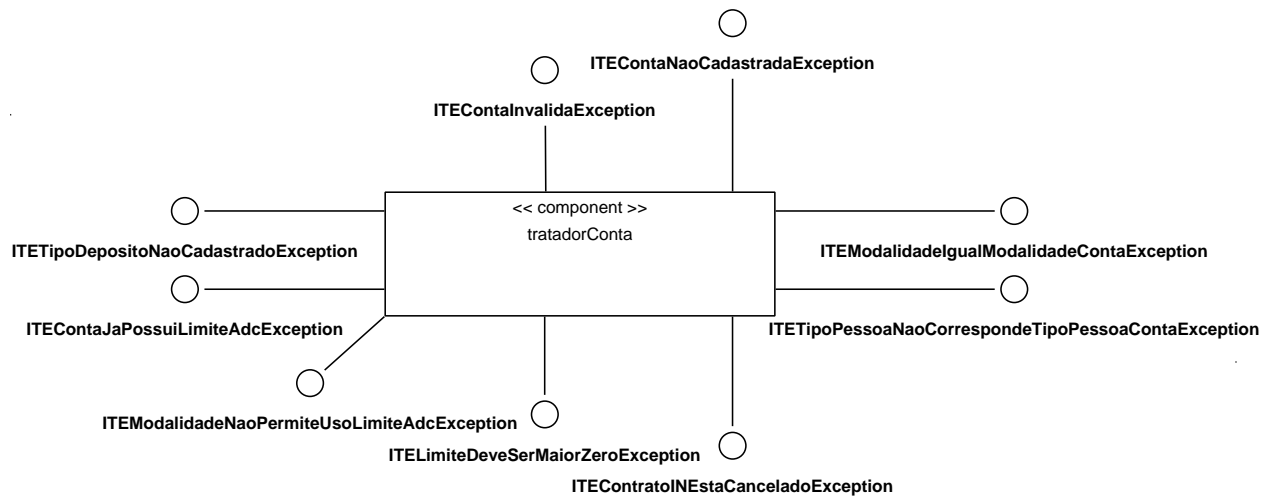 ITEContaNaoCadastradaException
ITEContaInvalidaException
<< component >>
tratadorConta
ITETipoDepositoNaoCadastradoException
ITEModalidadeIgualModalidadeContaException
ITEContaJaPossuiLimiteAdcException
ITETipoPessoaNaoCorrespondeTipoPessoaContaException
ITEModalidadeNaoPermiteUsoLimiteAdcException
ITELimiteDeveSerMaiorZeroException
ITEContratoINEstaCanceladoException